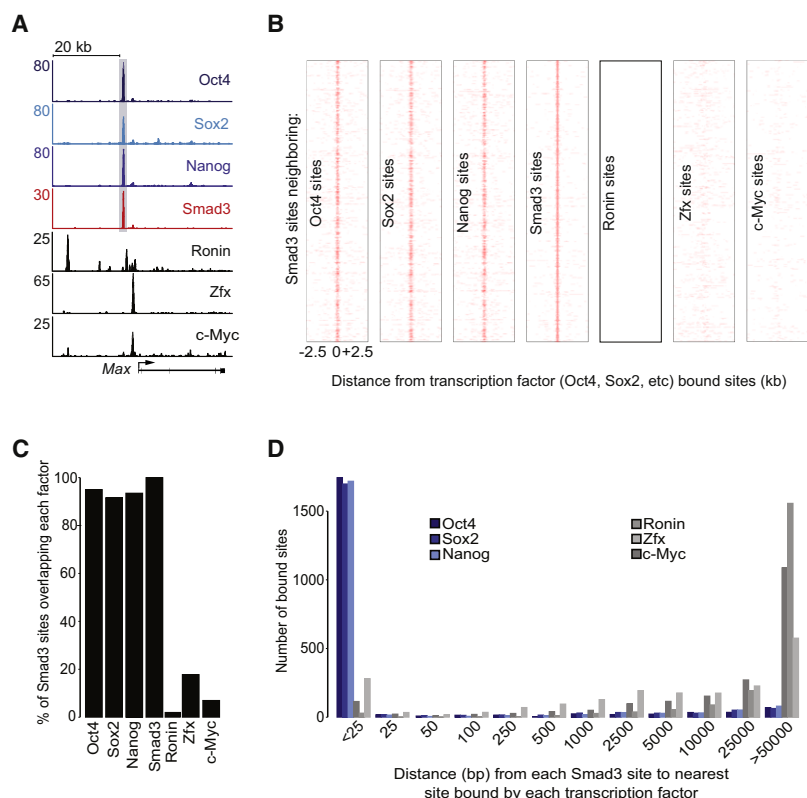 A
20 kb
80
Oct4
80
Sox2
80
Nanog
30
Smad3
25
Ronin
65
Zfx
25
c-Myc
Max
B
Smad3 sites neighboring:
Oct4 sites
Sox2 sites
Nanog sites
Smad3 sites
Ronin sites
Zfx sites
c-Myc sites
-2.5 0+2.5
Distance from transcription factor (Oct4, Sox2, etc) bound sites (kb)
C
% of Smad3 sites overlapping each factor
100
80
60
40
20
0
Oct4
Sox2
Nanog
Smad3
Ronin
Zfx
c-Myc
D
Number of bound sites
1500
1000
500
0
Oct4
Sox2
Nanog
Ronin
Zfx
c-Myc
<25
25
50
100
250
500
1000
2500
5000
10000
25000
>50000
Distance (bp) from each Smad3 site to nearest
site bound by each transcription factor